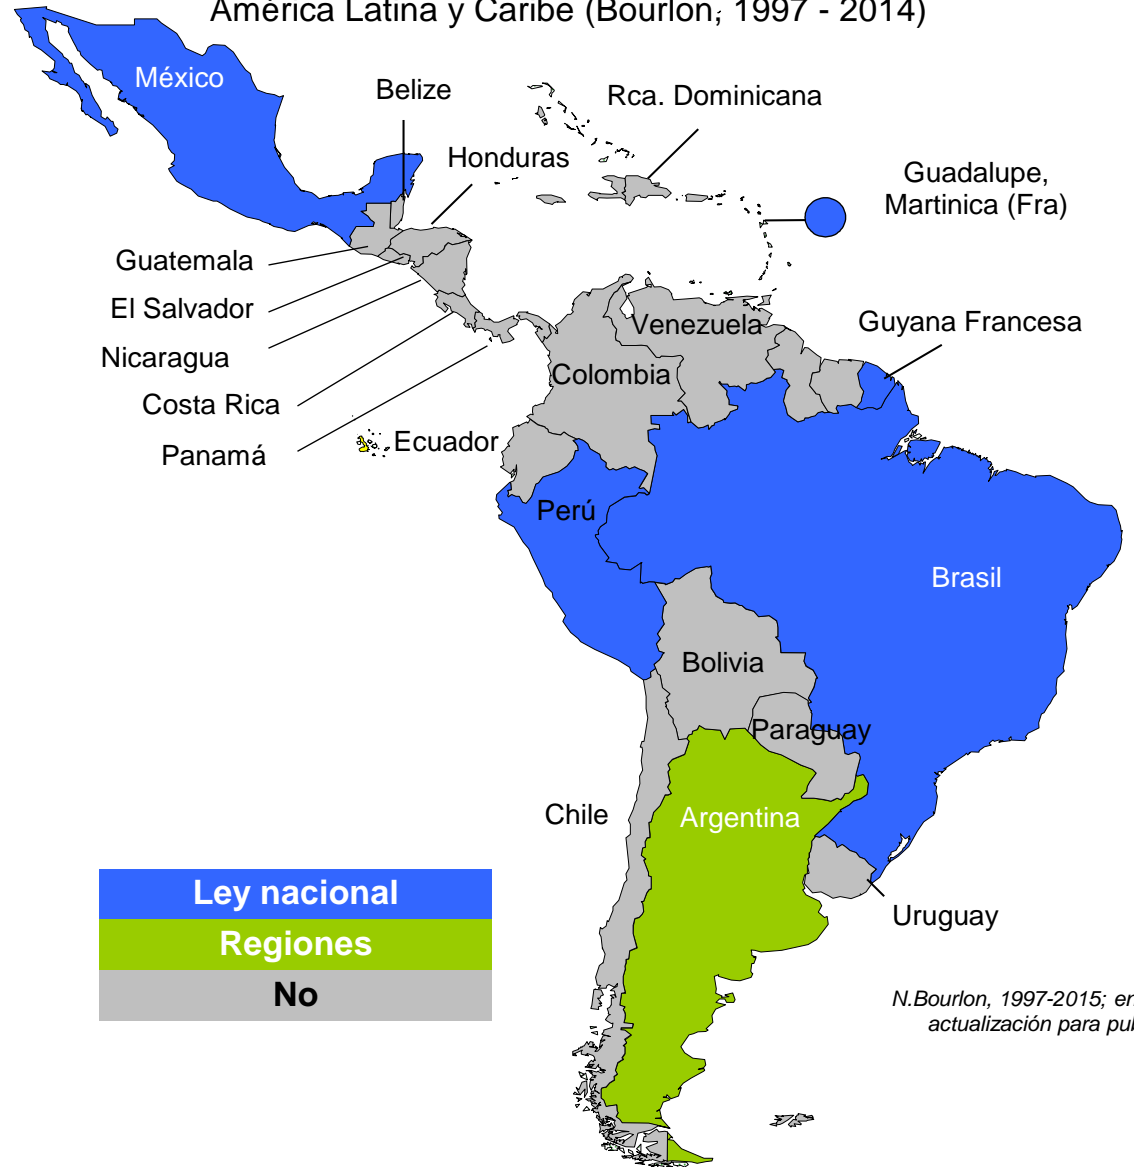 América Latina y Caribe (Bourlon, 1997 - 2014)
México
Belize
Rca. Dominicana
Honduras
Guadalupe,
Martinica (Fra)
Guatemala
El Salvador
Nicaragua
Costa Rica
Panamá
Venezuela
Guyana Francesa
Colombia
Ecuador
Perú
Brasil
Bolivia
Paraguay
Chile
Argentina
Uruguay
Ley nacional
Regiones
No
N.Bourlon, 1997-2015;
actualización para